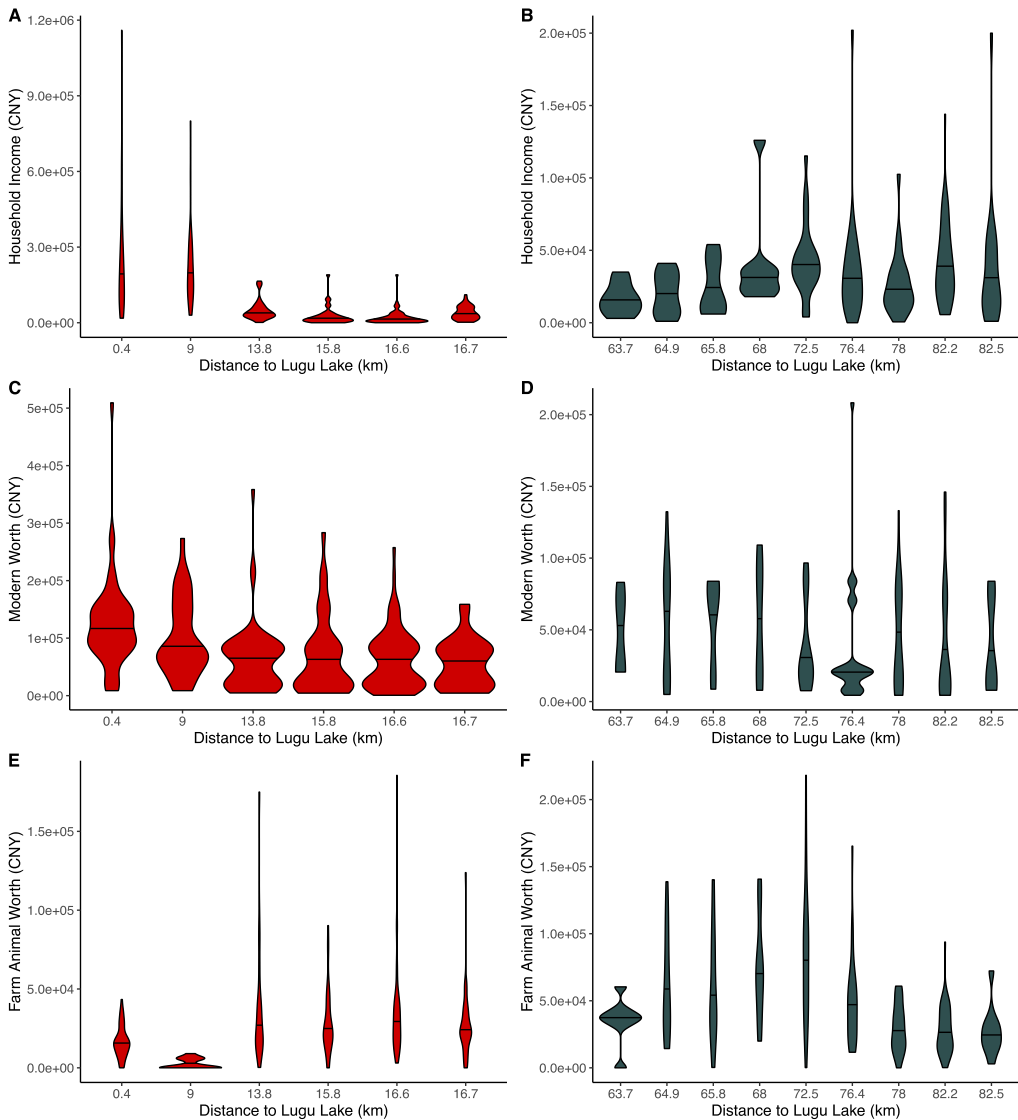 A
Household Income (CNY)
1.2e+06
9.0e+05
6.0e+05
3.0e+05
0.0e+00
0.4 9 13.8 15.8 16.6 16.7
Distance to Lugu Lake (km)
B
Household Income (CNY)
2.0e+05
1.5e+05
1.0e+05
5.0e+04
0.0e+00
63.7 64.9 65.8 68 72.5 76.4 78 82.2 82.5
Distance to Lugu Lake (km)
C
Modern Worth (CNY)
5e+05
4e+05
3e+05
2e+05
1e+05
0e+00
0.4 9 13.8 15.8 16.6 16.7
Distance to Lugu Lake (km)
D
Modern Worth (CNY)
2.0e+05
1.5e+05
1.0e+05
5.0e+04
0.0e+00
63.7 64.9 65.8 68 72.5 76.4 78 82.2 82.5
Distance to Lugu Lake (km)
E
Farm Animal Worth (CNY)
1.5e+05
1.0e+05
5.0e+04
0.0e+00
0.4 9 13.8 15.8 16.6 16.7
Distance to Lugu Lake (km)
F
Farm Animal Worth (CNY)
2.0e+05
1.5e+05
1.0e+05
5.0e+04
0.0e+00
63.7 64.9 65.8 68 72.5 76.4 78 82.2 82.5
Distance to Lugu Lake (km)